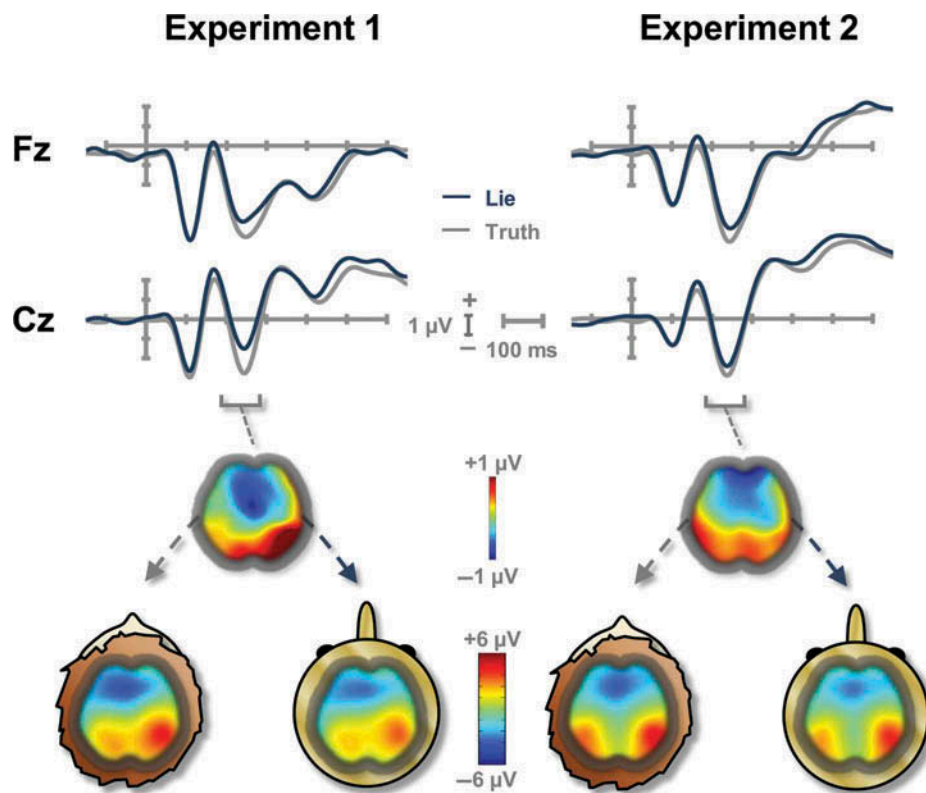 Experiment 1
Experiment 2
Fz
Lie
Truth
Cz
+
1 µV
–
100 ms
+1 µV
–1 µV
+6 µV
–6 µV